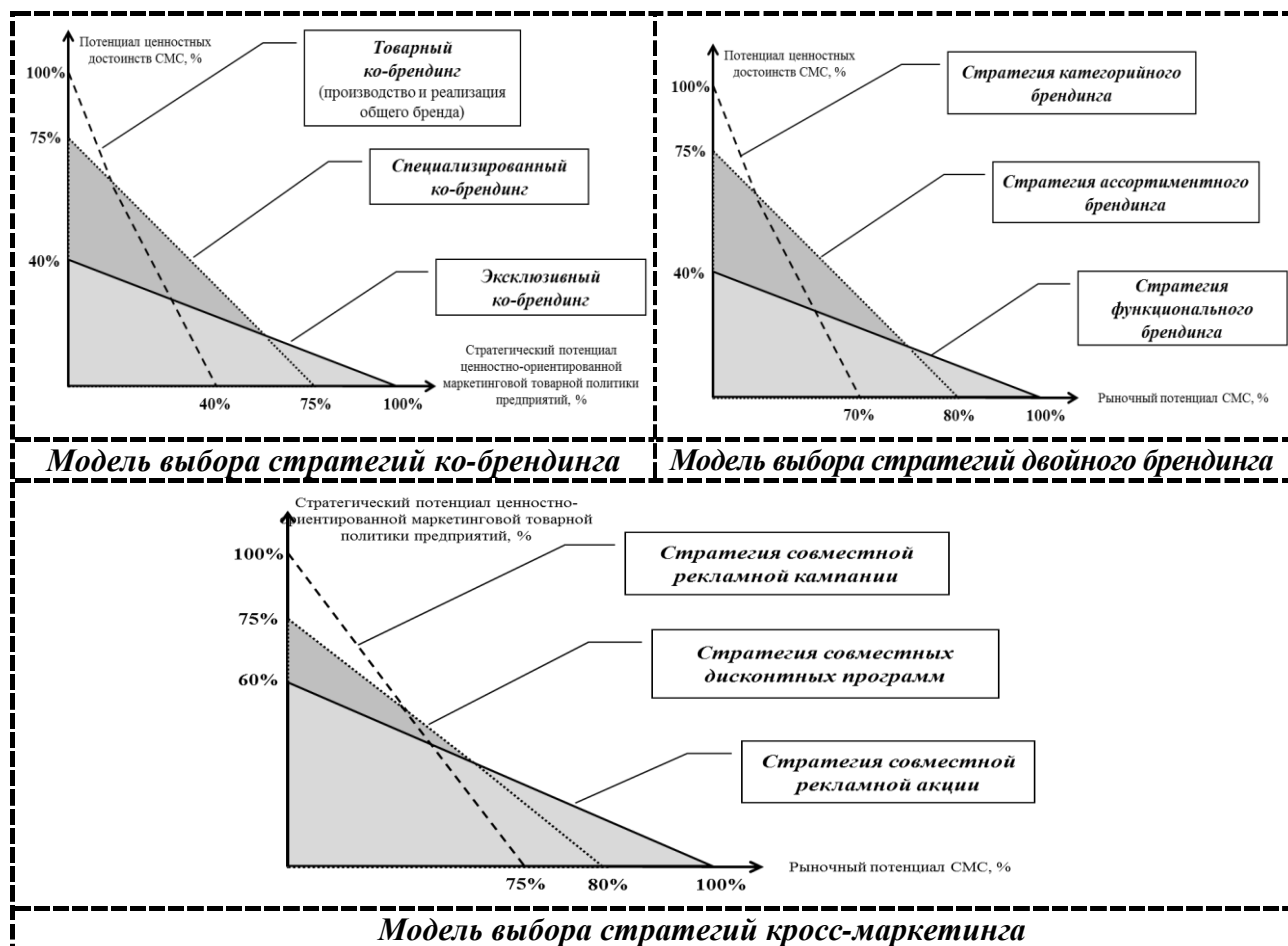 Потенциал ценностных
достоинств СМС, %
100%
75%
40%
Товарный
ко-брендинг
(производство и реализация
общего бренда)
Специализированный
ко-брендинг
Эксклюзивный
ко-брендинг
Стратегический потенциал
ценностно-ориентированной
маркетинговой товарной политики
предприятий, %
40%
75%
100%
Модель выбора стратегий ко-брендинга
Потенциал ценностных
достоинств СМС, %
100%
75%
40%
Стратегия категорийного
брендинга
Стратегия ассортиментного
брендинга
Стратегия
функционального
брендинга
Рыночный потенциал СМС, %
70%
80%
100%
Модель выбора стратегий двойного брендинга
Стратегический потенциал ценностно-
ориентированной маркетинговой товарной
политики предприятий, %
100%
75%
60%
Стратегия совместной
рекламной кампании
Стратегия совместных
дисконтных программ
Стратегия совместной
рекламной акции
Рыночный потенциал СМС, %
75%
80%
100%
Модель выбора стратегий кросс-маркетинга